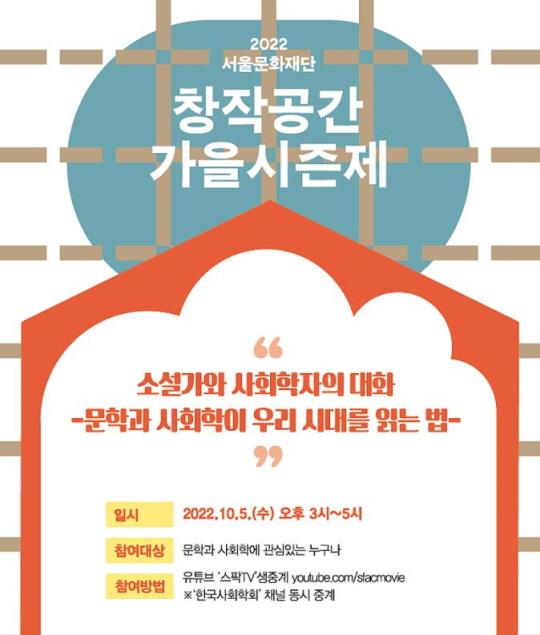 2022
서울문화재단
창작공간
가을시즌제
“
소설가와 사회학자의 대화
-문학과 사회학이 우리 시대를 읽는 법-
”
일시 2022.10.5.(수) 오후 3시~5시
참여대상 문학과 사회학에 관심있는 누구나
참여방법 유튜브 '스팍TV'생중계 youtube.com/sfacmovie
※'한국사회학회' 채널 동시 중계